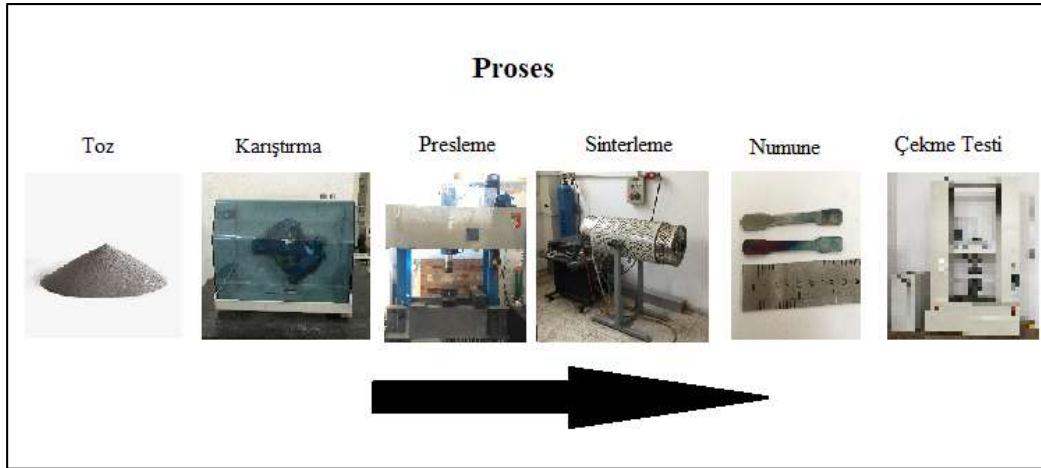 Proses
Toz
Karıştırma
Presleme
Sinterleme
Numune
Çekme Testi